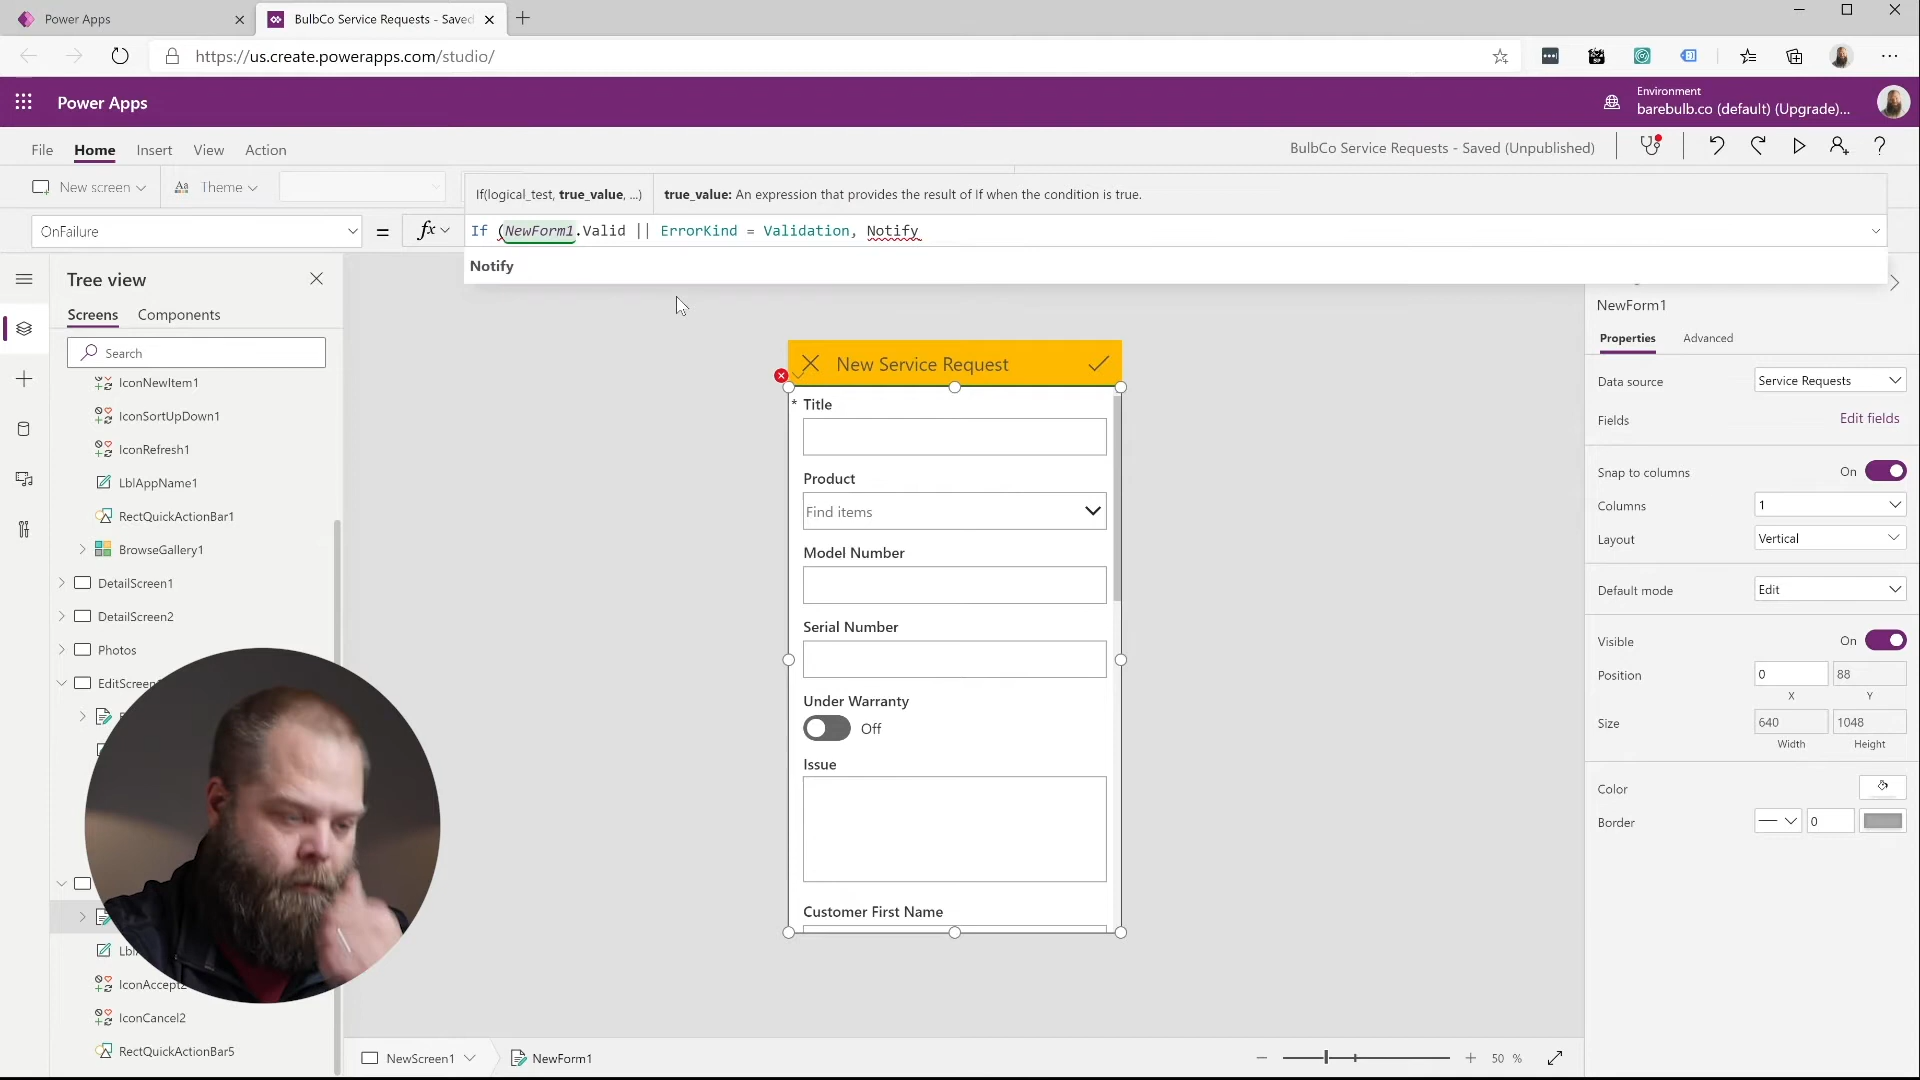 Power Apps
BulbCo Service Requests - Saved
https://us.create.powerapps.com/studio/
Power Apps
Environment
barebulb.co (default) (Upgrade)...
File Home Insert View Action
BulbCo Service Requests - Saved (Unpublished)
New screen
Theme
If(logical_test, true_value, ...)
true_value: An expression that provides the result of If when the condition is true.
OnFailure
= fx
If (NewForm1.Valid || ErrorKind = Validation, Notify
Notify
Tree view
Screens Components
Search
IconNewItem1
IconSortUpDown1
IconRefresh1
LblAppName1
RectQuickActionBar1
BrowseGallery1
DetailScreen1
DetailScreen2
Photos
IconAccept2
IconCancel2
RectQuickActionBar5
New Service Request
* Title
Product
Find items
Model Number
Serial Number
Under Warranty
Off
Issue
Customer First Name
NewForm1
Properties Advanced
Data source Service Requests
Fields Edit fields
Snap to columns On
Columns 1
Layout Vertical
Default mode Edit
Visible On
Position 0 88
X Y
Size 640 1048
Width Height
Color
Border 0
NewScreen1 NewForm1
50 %